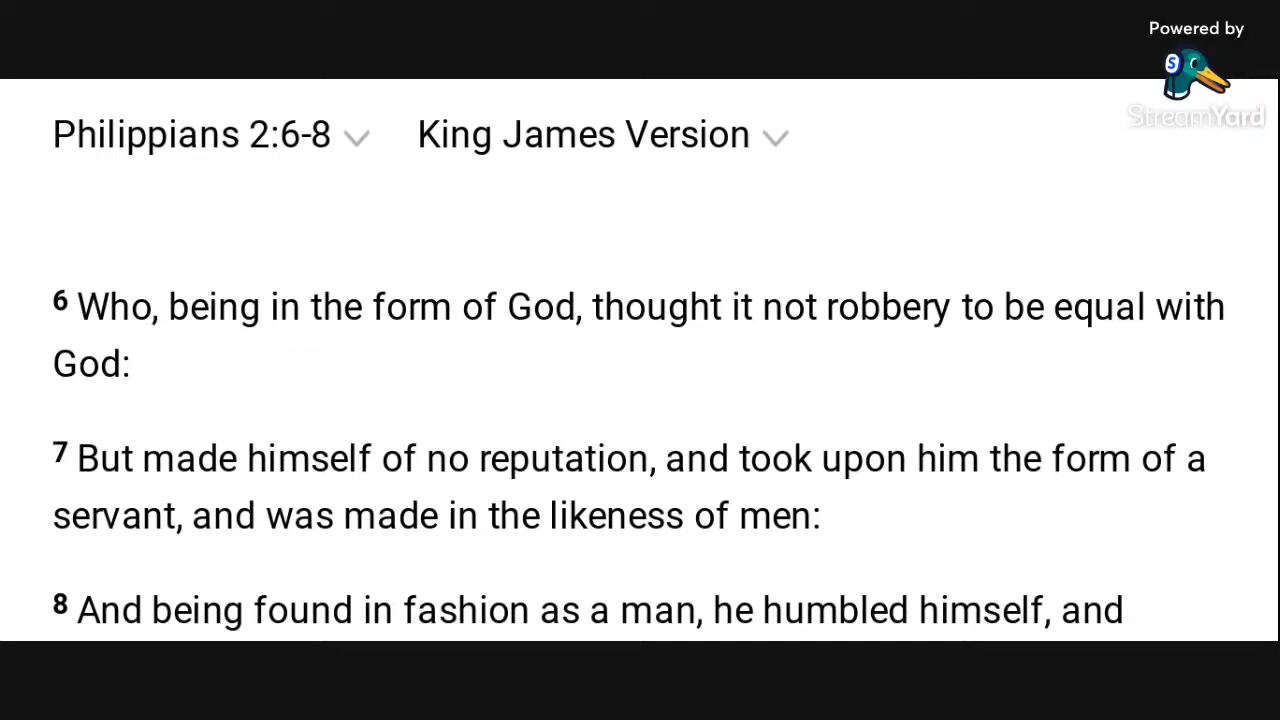 Powered by
S
StreamYard
Philippians 2:6-8 King James Version
6 Who, being in the form of God, thought it not robbery to be equal with
God:
7 But made himself of no reputation, and took upon him the form of a
servant, and was made in the likeness of men:
8 And being found in fashion as a man, he humbled himself, and